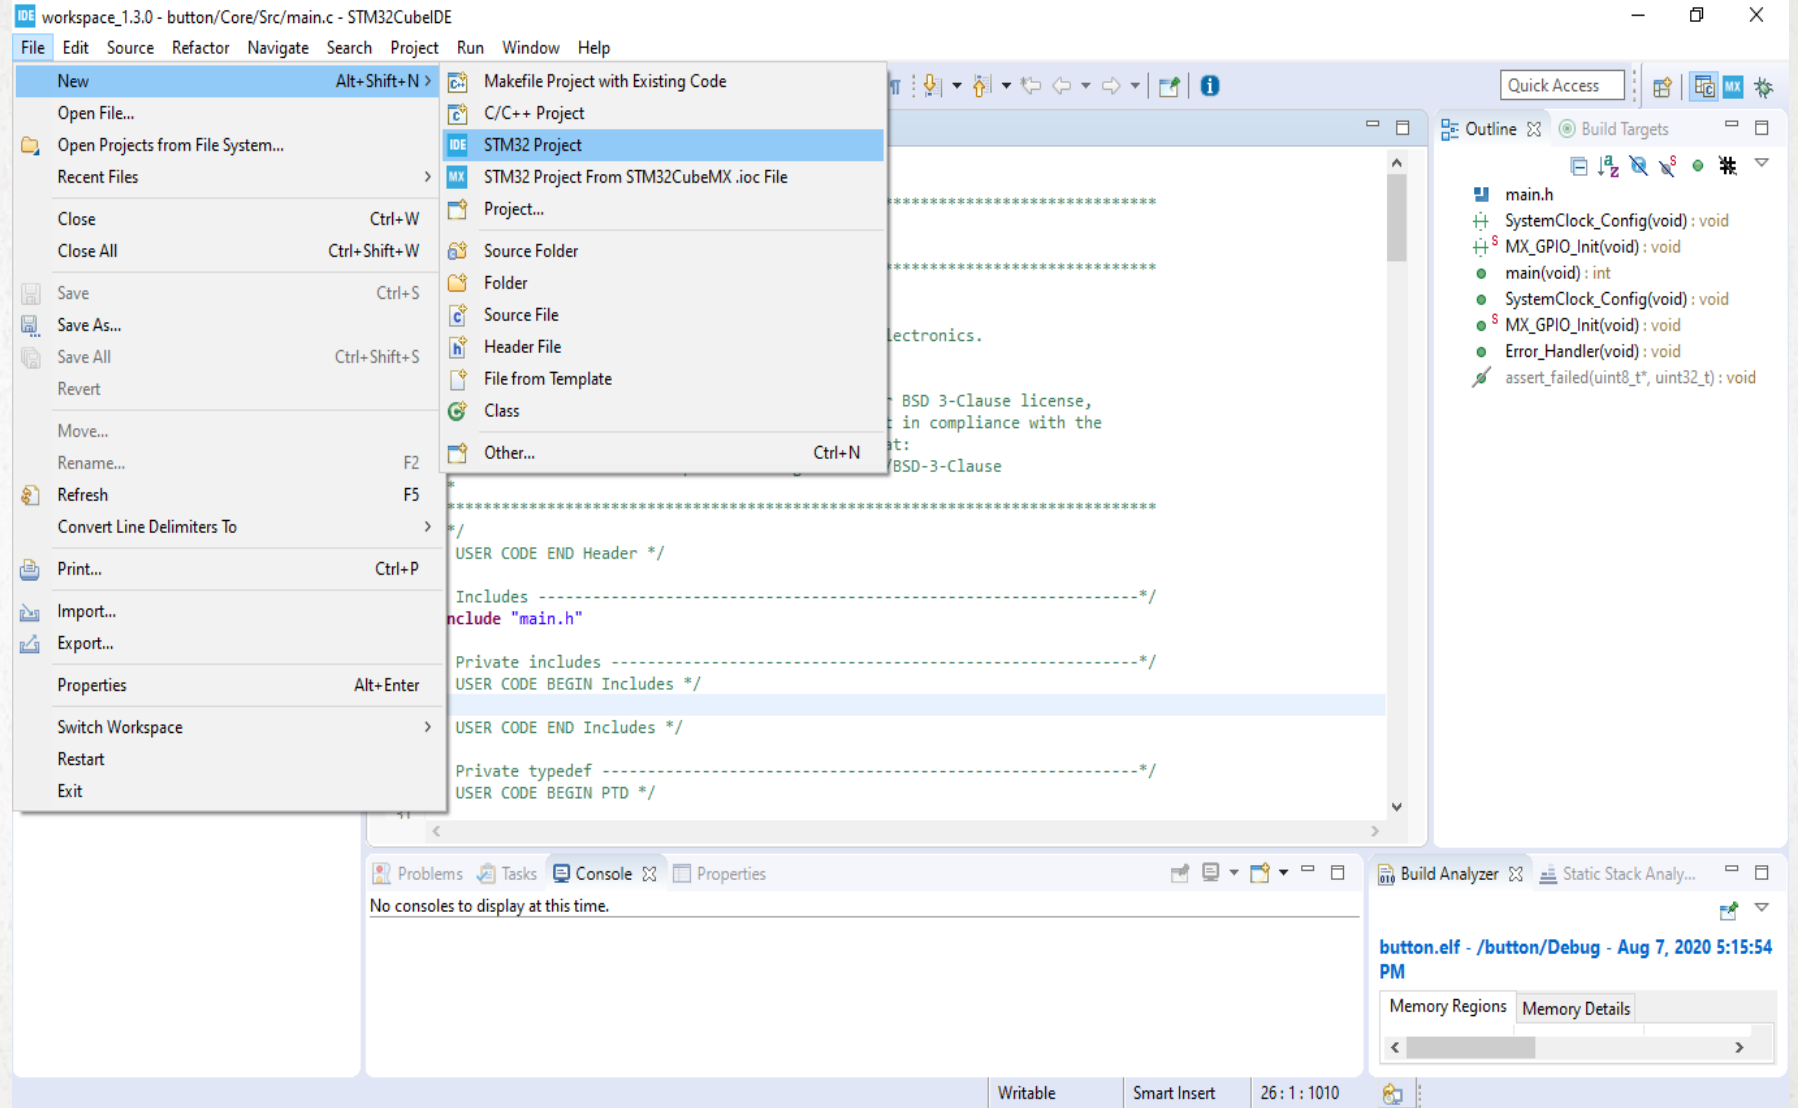 IDE workspace_1.3.0 - button/Core/Src/main.c - STM32CubeIDE
File Edit Source Refactor Navigate Search Project Run Window Help
New Alt+Shift+N >
Open File...
Open Projects from File System...
Recent Files >
Close Ctrl+W
Close All Ctrl+Shift+W
Save Ctrl+S
Save As...
Save All Ctrl+Shift+S
Revert
Move...
Rename... F2
Refresh F5
Convert Line Delimiters To >
Print... Ctrl+P
Import...
Export...
Properties Alt+Enter
Switch Workspace >
Restart
Exit
Makefile Project with Existing Code
C/C++ Project
IDE STM32 Project
MX STM32 Project From STM32CubeMX .ioc File
Project...
Source Folder
Folder
Source File
Header File
File from Template
Class
Other... Ctrl+N
Quick Access
MX
******************************
******************************
lectronics.
BSD 3-Clause license,
in compliance with the
at:
/BSD-3-Clause
*
******************************************************************************
*/
USER CODE END Header */
Includes ------------------------------------------------------------------*/
nclude "main.h"
Private includes ----------------------------------------------------------*/
USER CODE BEGIN Includes */
USER CODE END Includes */
Private typedef -----------------------------------------------------------*/
USER CODE BEGIN PTD */
Outline Build Targets
main.h
SystemClock_Config(void) : void
S MX_GPIO_Init(void) : void
main(void) : int
SystemClock_Config(void) : void
S MX_GPIO_Init(void) : void
Error_Handler(void) : void
assert_failed(uint8_t*, uint32_t) : void
Problems Tasks Console Properties
No consoles to display at this time.
Build Analyzer Static Stack Analy...
button.elf - /button/Debug - Aug 7, 2020 5:15:54
PM
Memory Regions Memory Details
Writable Smart Insert 26 : 1 : 1010